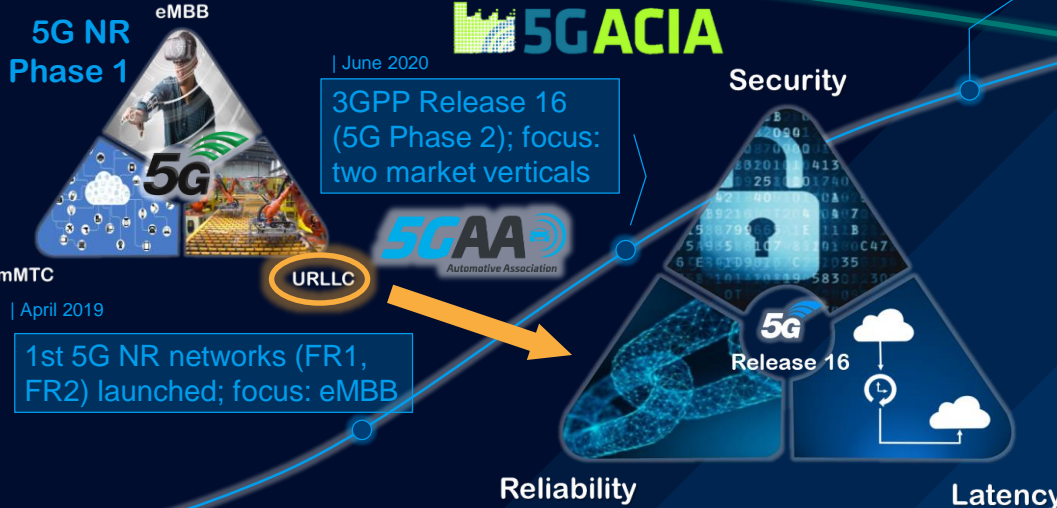 5G NR
Phase 1
eMBB
5G
mMTC
URLLC
| April 2019
1st 5G NR networks (FR1,
FR2) launched; focus: eMBB
5G ACIA
| June 2020
3GPP Release 16
(5G Phase 2); focus:
two market verticals
5GAA
Automotive Association
Security
5G
Release 16
Reliability
Latency